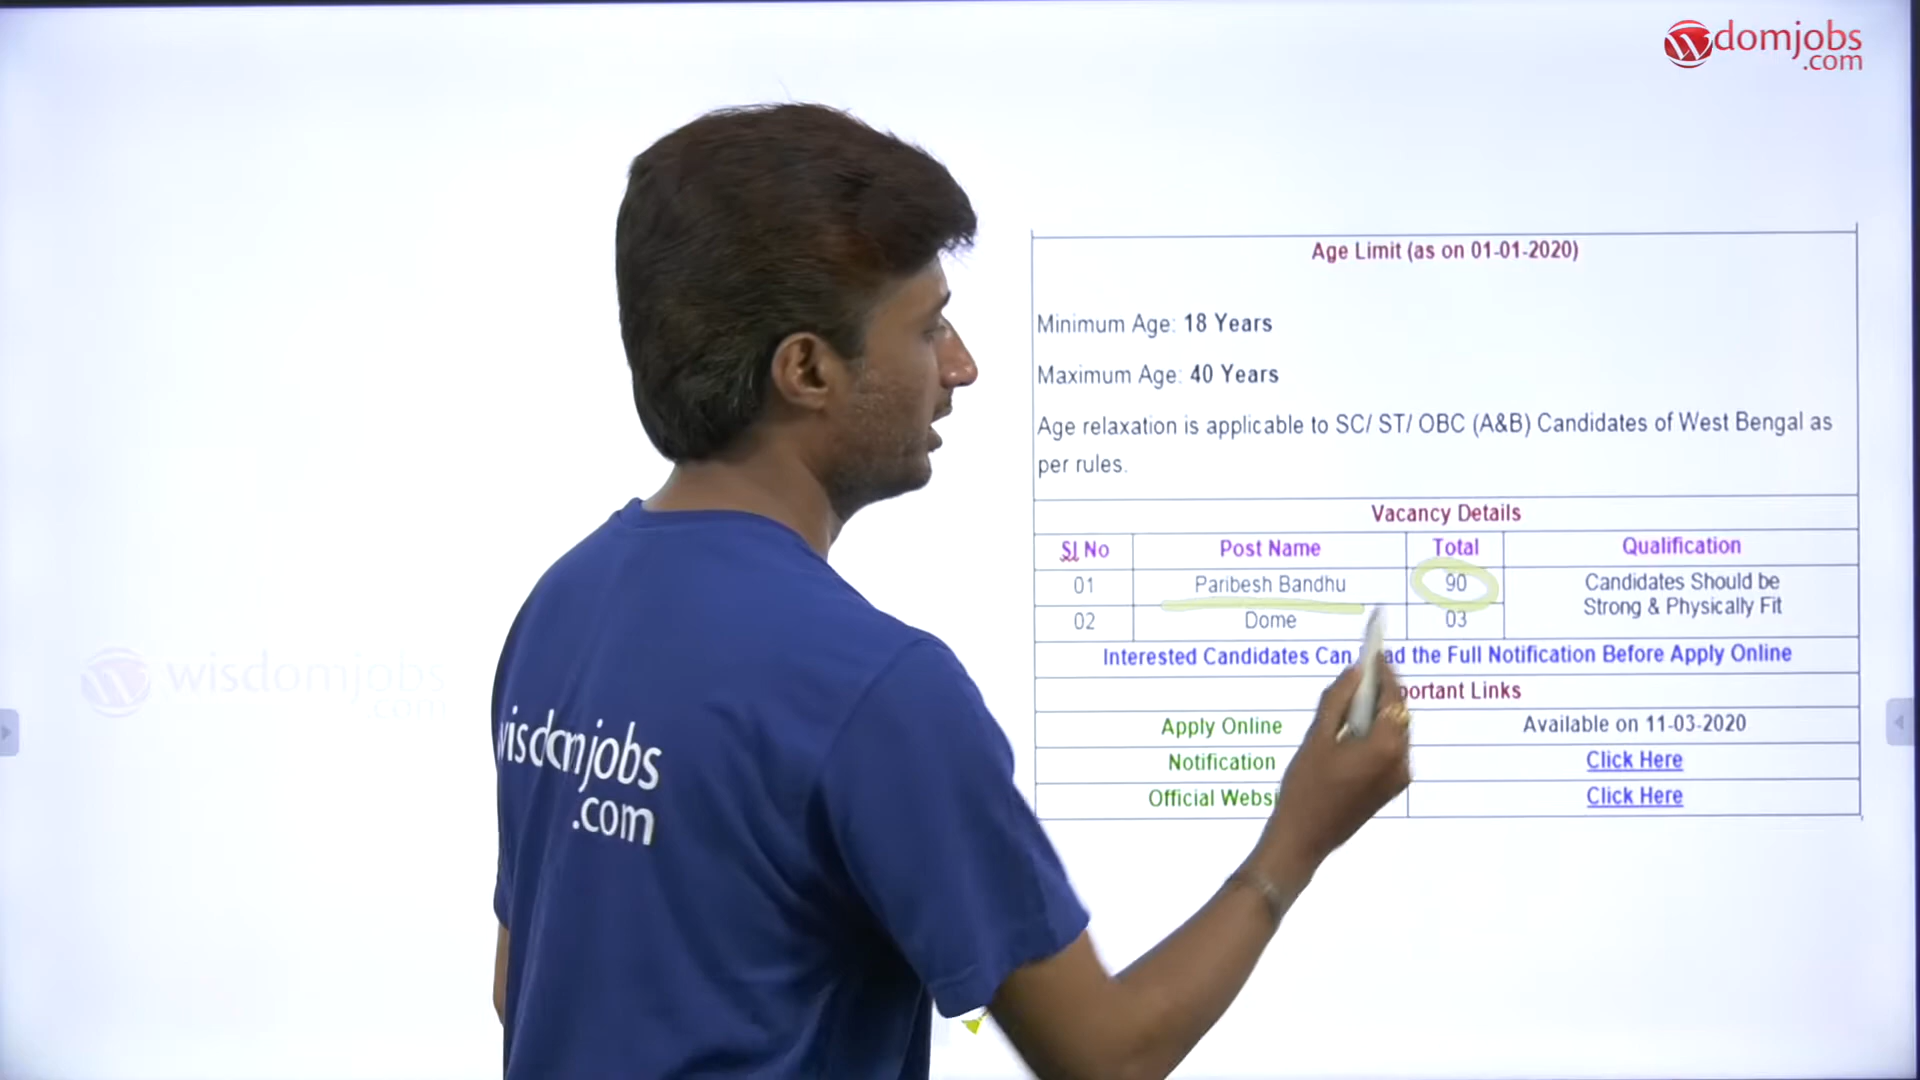 domjobs
.com
Age Limit (as on 01-01-2020)
Minimum Age: 18 Years
Maximum Age: 40 Years
Age relaxation is applicable to SC/ ST/ OBC (A&B) Candidates of West Bengal as
per rules.
Vacancy Details
Sl No Post Name Total Qualification
01 Paribesh Bandhu 90 Candidates Should be
Strong & Physically Fit
02 Dome 03
Interested Candidates Can ad the Full Notification Before Apply Online
portant Links
Apply Online Available on 11-03-2020
Notification Click Here
Official Websi Click Here
wisdomjobs
.com
wisdomjobs
.com